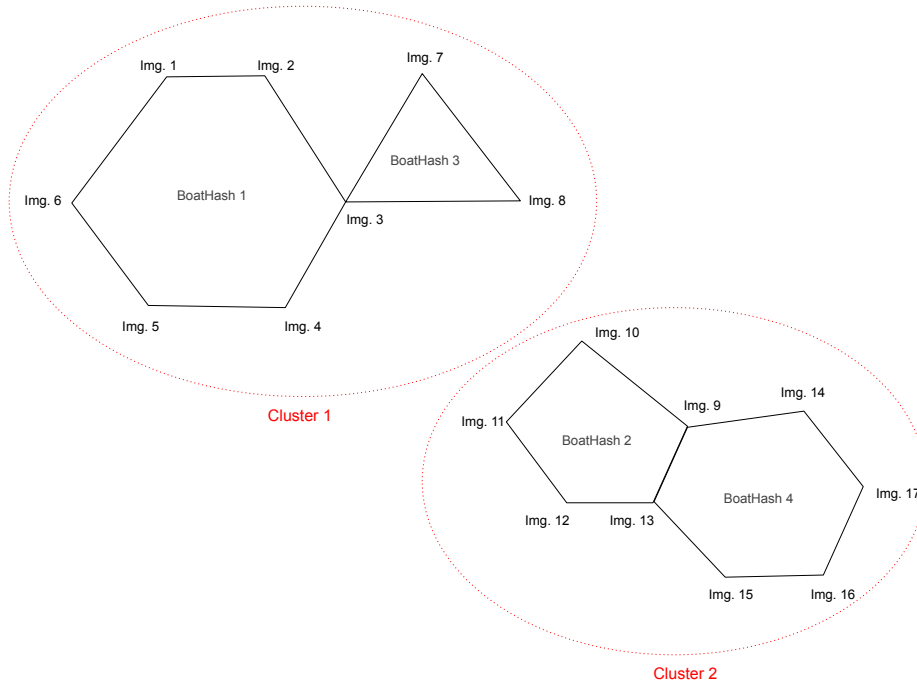 Img. 1
Img. 2
Img. 7
BoatHash 3
Img. 6
BoatHash 1
Img. 8
Img. 3
Img. 5
Img. 4
Cluster 1
Img. 10
Img. 9
Img. 14
Img. 11
BoatHash 2
BoatHash 4
Img. 17
Img. 12
Img. 13
Img. 15
Img. 16
Cluster 2